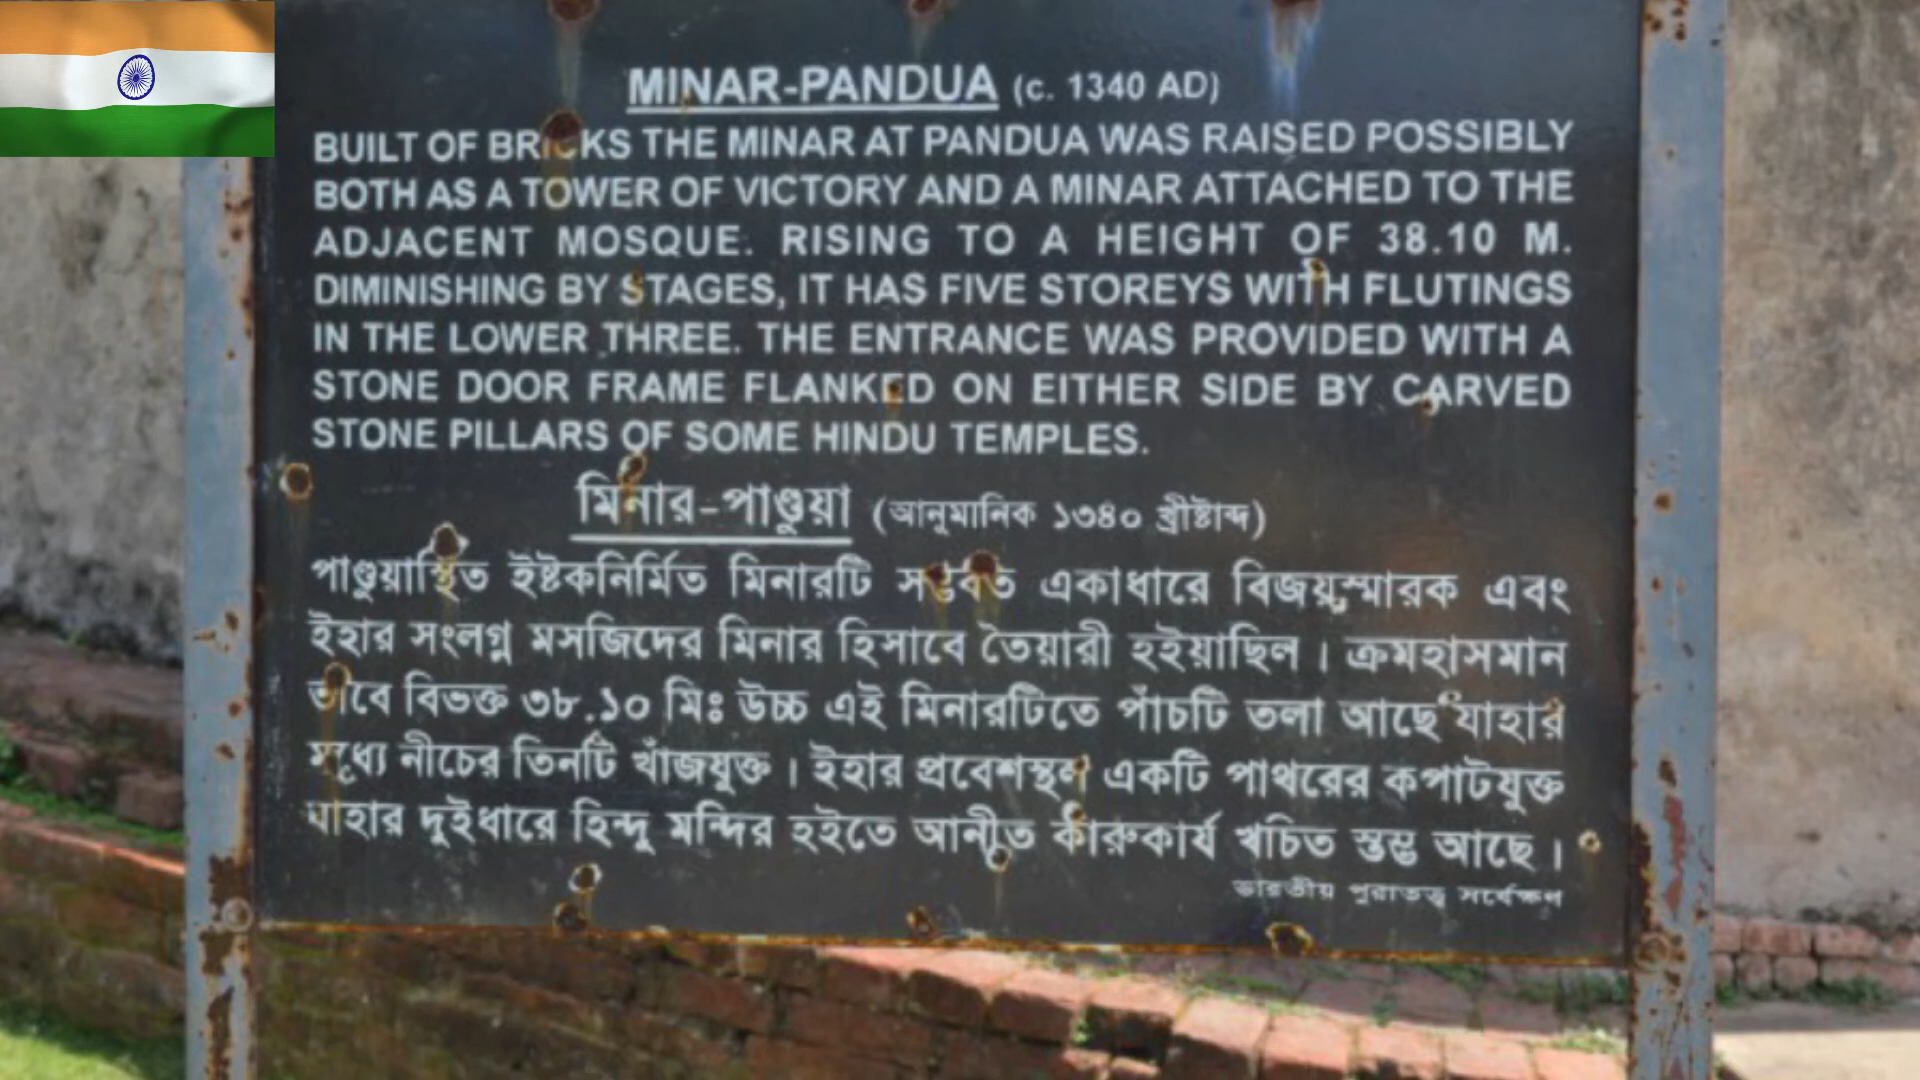 MINAR-PANDUA (c. 1340 AD)
BUILT OF BRICKS THE MINAR AT PANDUA WAS RAISED POSSIBLY
BOTH AS A TOWER OF VICTORY AND A MINAR ATTACHED TO THE
ADJACENT MOSQUE. RISING TO A HEIGHT OF 38.10 M.
DIMINISHING BY STAGES, IT HAS FIVE STOREYS WITH FLUTINGS
IN THE LOWER THREE. THE ENTRANCE WAS PROVIDED WITH A
STONE DOOR FRAME FLANKED ON EITHER SIDE BY CARVED
STONE PILLARS OF SOME HINDU TEMPLES.
মিনার-পাণ্ডুয়া (আনুমানিক ১৩৪০ খ্রীষ্টাব্দ)
পাণ্ডুয়াস্থিত ইষ্টকনির্মিত মিনারটি সম্ভবত একাধারে বিজয়স্মারক এবং
ইহার সংলগ্ন মসজিদের মিনার হিসাবে তৈয়ারী হইয়াছিল । ক্রমহাসমান
ভাবে বিভক্ত ৩৮.১০ মিঃ উচ্চ এই মিনারটিতে পাঁচটি তলা আছে যাহার
মধ্যে নীচের তিনটি খাঁজযুক্ত । ইহার প্রবেশস্থল একটি পাথরের কপাটযুক্ত
যাহার দুইধারে হিন্দু মন্দির হইতে আনীত কারুকার্য খচিত স্তম্ভ আছে ।
ভারতীয় পুরাতত্ত্ব সর্বেক্ষণ